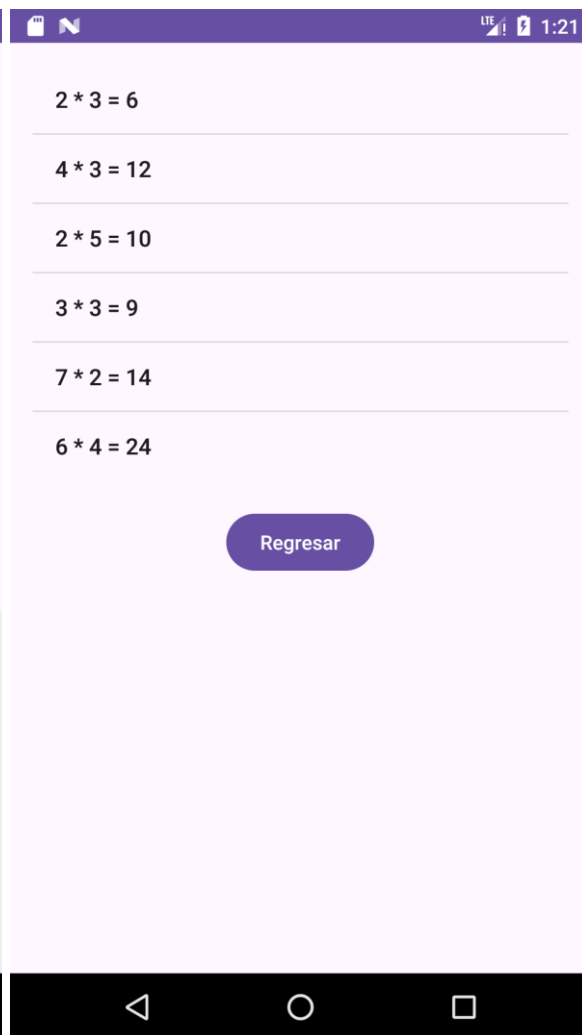 LTE 1:21
2 * 3 = 6
4 * 3 = 12
2 * 5 = 10
3 * 3 = 9
7 * 2 = 14
6 * 4 = 24
Regresar